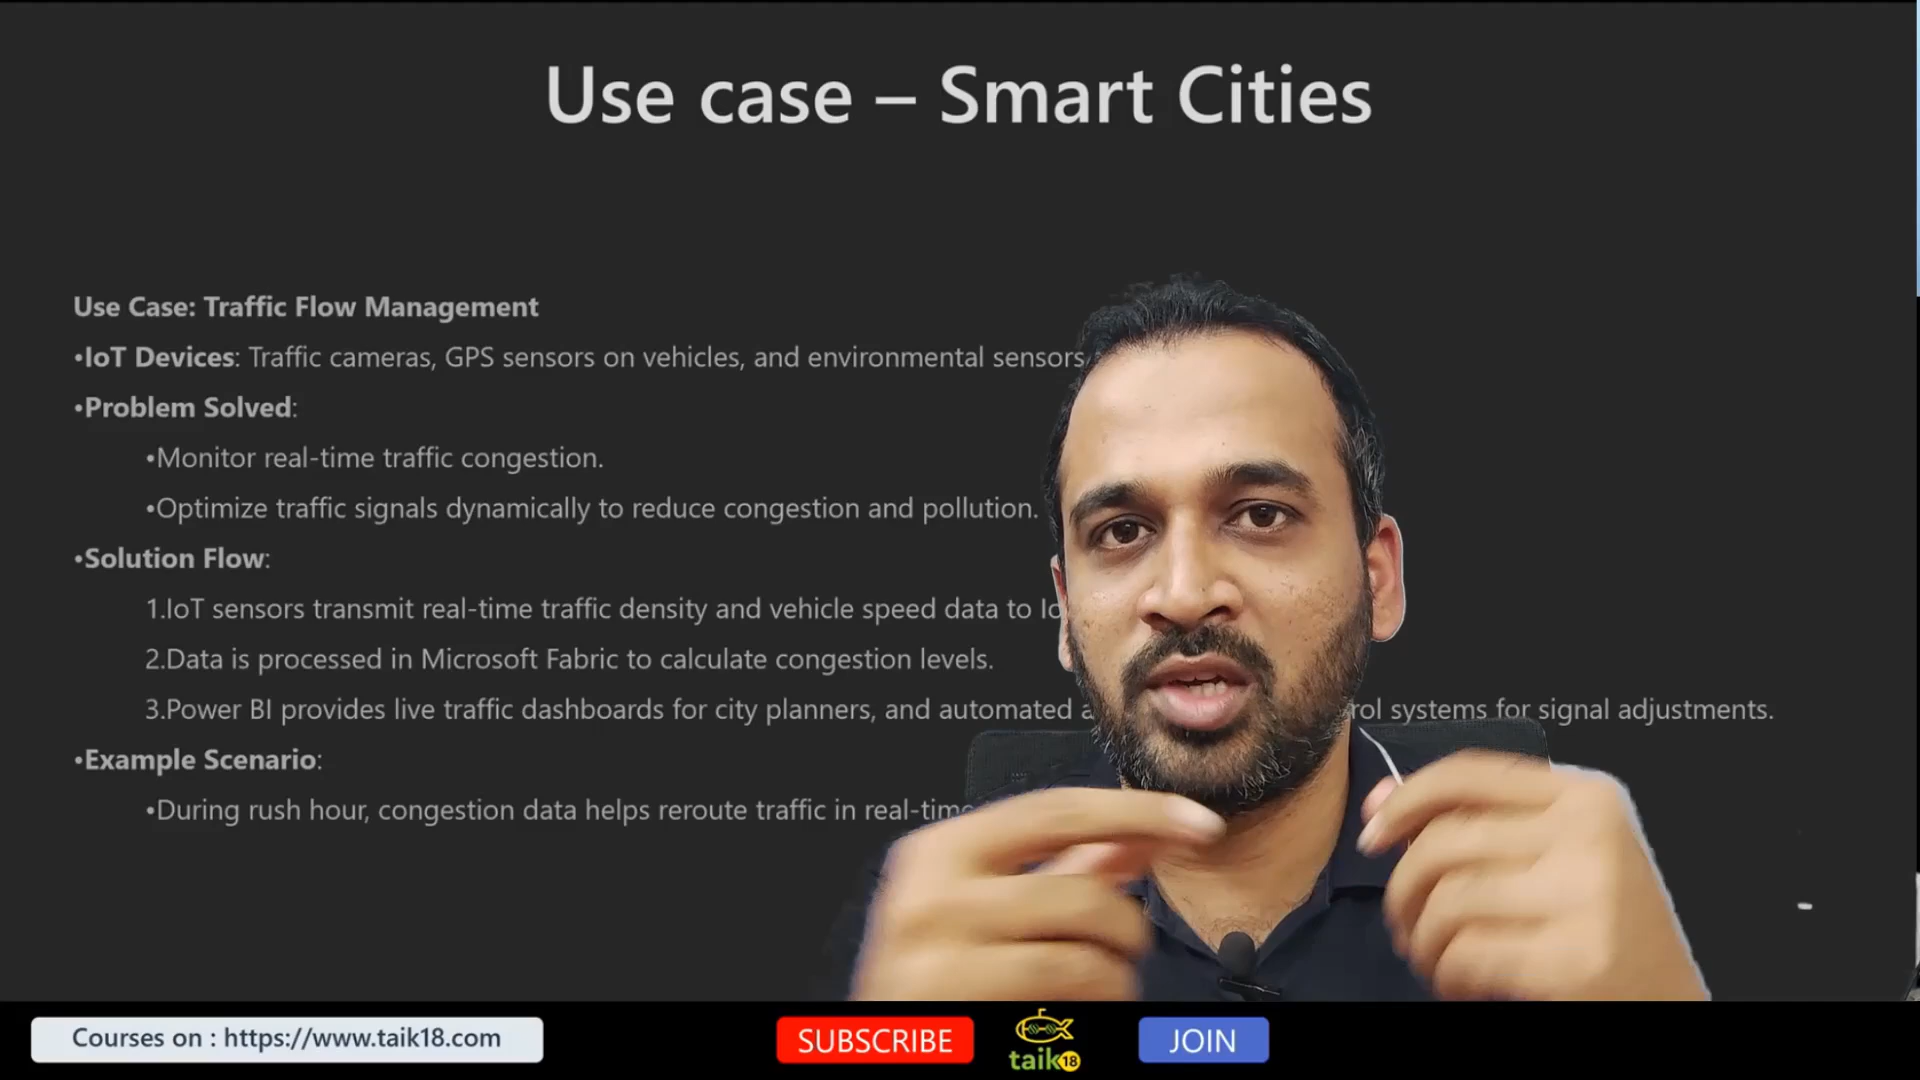 Use case – Smart Cities
Use Case: Traffic Flow Management
•IoT Devices: Traffic cameras, GPS sensors on vehicles, and environmental sensors
•Problem Solved:
•Monitor real-time traffic congestion.
•Optimize traffic signals dynamically to reduce congestion and pollution.
•Solution Flow:
1.IoT sensors transmit real-time traffic density and vehicle speed data to
2.Data is processed in Microsoft Fabric to calculate congestion levels.
3.Power BI provides live traffic dashboards for city planners, and automated systems for signal adjustments.
•Example Scenario:
•During rush hour, congestion data helps reroute traffic in
Courses on : https://www.taik18.com
SUBSCRIBE
taik18
JOIN